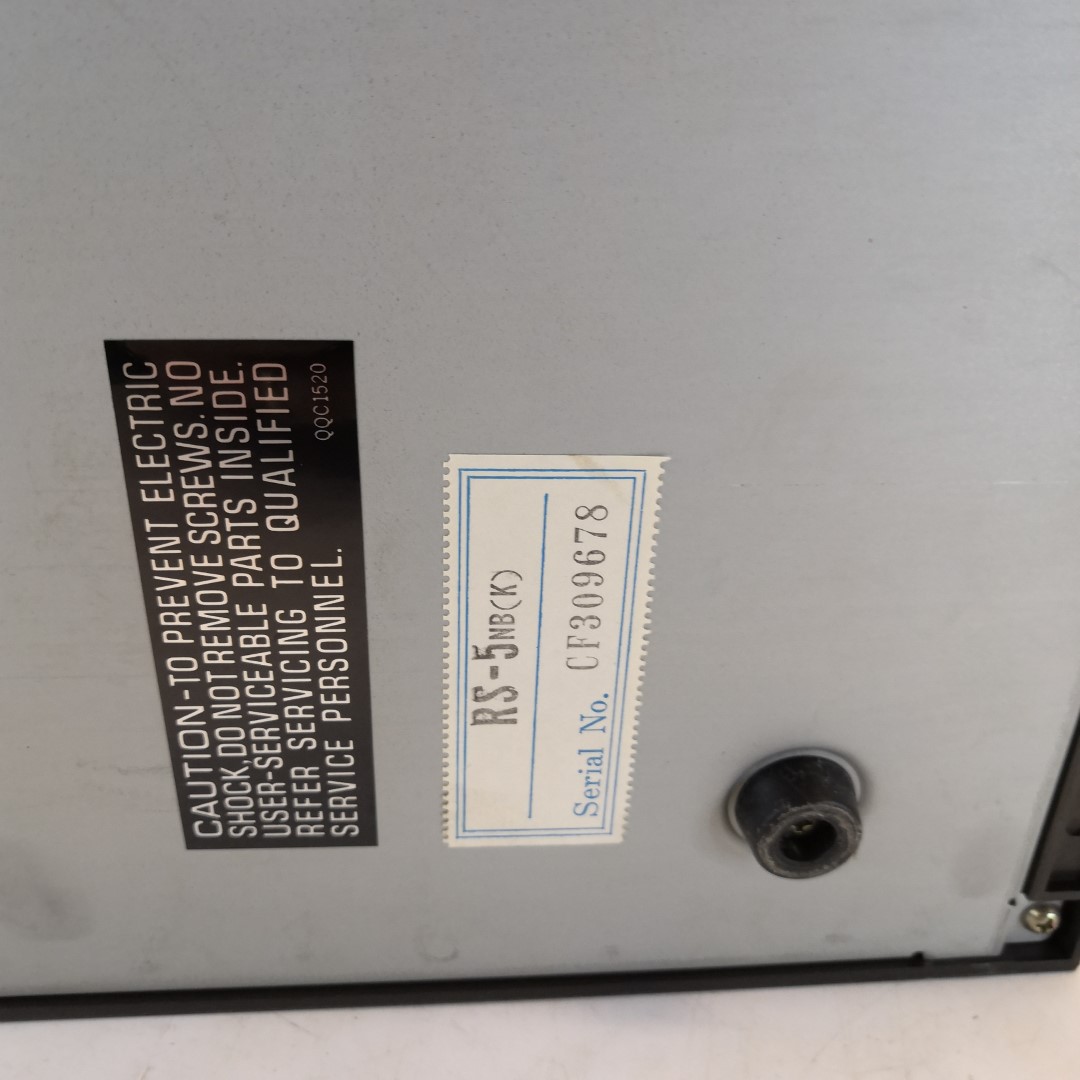 CAUTION-TO PREVENT ELECTRIC
SHOCK, DO NOT REMOVE SCREWS. NO
USER-SERVICEABLE PARTS INSIDE.
REFER SERVICING TO QUALIFIED
SERVICE PERSONNEL.
QQC1520
RS-5NB(K)
Serial No. CF309678